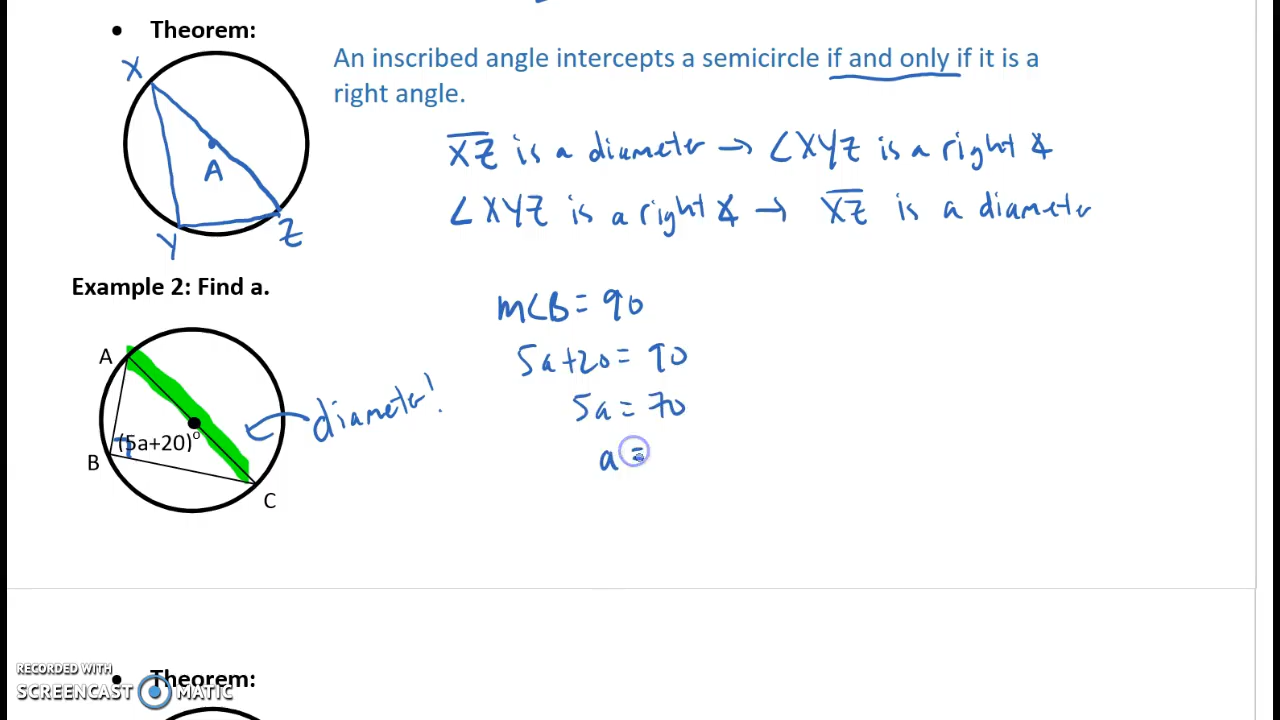 • Theorem:
An inscribed angle intercepts a semicircle if and only if it is a
right angle.
X
A
Y
Z
XZ is a diameter → ∠XYZ is a right ∡
∠XYZ is a right ∡ → XZ is a diameter
Example 2: Find a.
m∠B = 90
5a+20 = 90
5a = 70
a =
A
diameter!
(5a+20)°
B
C
RECORDED WITH
SCREENCAST MATIC
• Theorem: